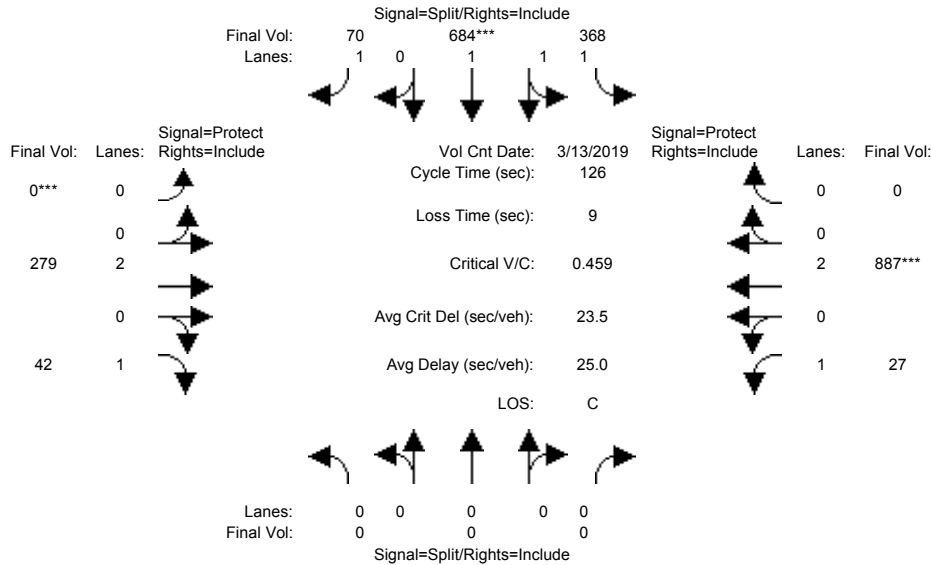 Signal=Split/Rights=Include
Final Vol: 70 684*** 368
Lanes: 1 0 1 1 1
Signal=Protect Signal=Protect
Final Vol: Lanes: Rights=Include Vol Cnt Date: 3/13/2019 Rights=Include Lanes: Final Vol:
Cycle Time (sec): 126
0*** 0 0 0
Loss Time (sec): 9
0 0
279 2 Critical V/C: 0.459 2 887***
0 Avg Crit Del (sec/veh): 23.5 0
42 1 Avg Delay (sec/veh): 25.0 1 27
LOS: C
Lanes: 0 0 0 0 0
Final Vol: 0 0 0
Signal=Split/Rights=Include